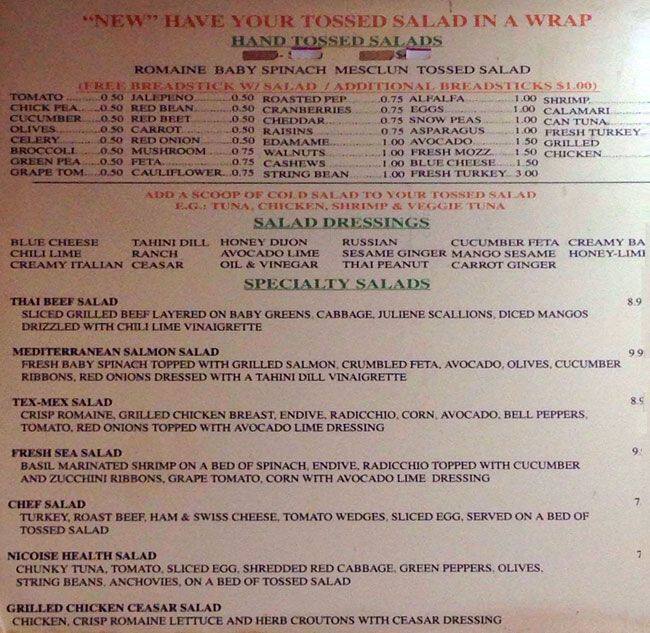 “NEW” HAVE YOUR TOSSED SALAD IN A WRAP
HAND TOSSED SALADS
ROMAINE BABY SPINACH MESCLUN TOSSED SALAD
(FREE BREADSTICK W/ SALAD / ADDITIONAL BREADSTICKS $1.00)
TOMATO ......... 0.50 JALEPENO ......... 0.50 ROASTED PEP. 0.75 ALFALFA 1.00 SHRIMP
CHICK PEA ..... 0.50 RED BEAN ......... 0.50 CRANBERRIES 0.75 EGGS 1.00 CALAMARI
CUCUMBER 0.50 RED BEET 0.50 CHEDDAR 0.75 SNOW PEAS 1.00 CAN TUNA
OLIVES 0.50 CARROT 0.50 RAISINS 0.75 ASPARAGUS 1.00 FRESH TURKEY
CELERY 0.50 RED ONION 0.50 EDAMAME 1.00 AVOCADO 1.50 GRILLED
BROCCOLI 0.50 MUSHROOM 0.75 WALNUTS 1.00 FRESH MOZZ. 1.50 CHICKEN
GREEN PEA 0.50 FETA 0.75 CASHEWS 1.00 BLUE CHEESE 1.50
GRAPE TOM. 0.50 CAULIFLOWER 0.75 STRING BEAN 1.00 FRESH TURKEY 3.00
ADD A SCOOP OF COLD SALAD TO YOUR TOSSED SALAD
E.G.: TUNA, CHICKEN, SHRIMP & VEGGIE TUNA
SALAD DRESSINGS
BLUE CHEESE TAHINI DILL HONEY DIJON RUSSIAN CUCUMBER FETA CREAMY BA
CHILI LIME RANCH AVOCADO LIME SESAME GINGER MANGO SESAME HONEY-LIME
CREAMY ITALIAN CEASAR OIL & VINEGAR THAI PEANUT CARROT GINGER
SPECIALTY SALADS
THAI BEEF SALAD 8.9
SLICED GRILLED BEEF LAYERED ON BABY GREENS, CABBAGE, JULIENE SCALLIONS, DICED MANGOS
DRIZZLED WITH CHILI LIME VINAIGRETTE
MEDITERRANEAN SALMON SALAD 9.9
FRESH BABY SPINACH TOPPED WITH GRILLED SALMON, CRUMBLED FETA, AVOCADO, OLIVES, CUCUMBER
RIBBONS, RED ONIONS DRESSED WITH A TAHINI DILL VINAIGRETTE
TEX-MEX SALAD 8.9
CRISP ROMAINE, GRILLED CHICKEN BREAST, ENDIVE, RADICCHIO, CORN, AVOCADO, BELL PEPPERS,
TOMATO, RED ONIONS TOPPED WITH AVOCADO LIME DRESSING
FRESH SEA SALAD 9.
BASIL MARINATED SHRIMP ON A BED OF SPINACH, ENDIVE, RADICCHIO TOPPED WITH CUCUMBER
AND ZUCCHINI RIBBONS, GRAPE TOMATO, CORN WITH AVOCADO LIME DRESSING
CHEF SALAD 7.
TURKEY, ROAST BEEF, HAM & SWISS CHEESE, TOMATO WEDGES, SLICED EGG, SERVED ON A BED OF
TOSSED SALAD
NICOISE HEALTH SALAD 7
CHUNKY TUNA, TOMATO, SLICED EGG, SHREDDED RED CABBAGE, GREEN PEPPERS, OLIVES,
STRING BEANS, ANCHOVIES, ON A BED OF TOSSED SALAD
GRILLED CHICKEN CEASAR SALAD
CHICKEN, CRISP ROMAINE LETTUCE AND HERB CROUTONS WITH CEASAR DRESSING